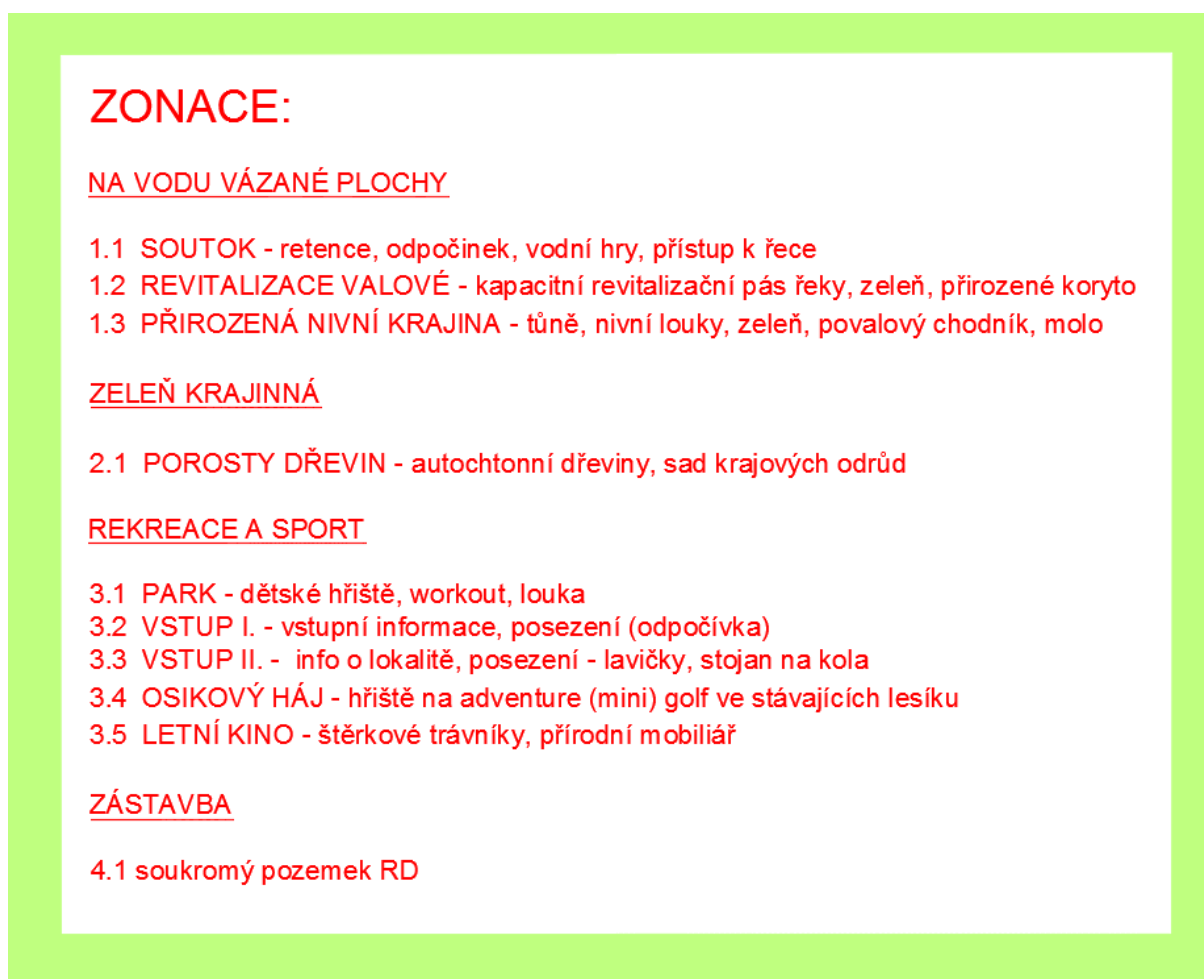 ZONACE:
NA VODU VÁZANÉ PLOCHY
1.1 SOUTOK - retence, odpočinek, vodní hry, přístup k řece
1.2 REVITALIZACE VALOVÉ - kapacitní revitalizační pás řeky, zeleň, přirozené koryto
1.3 PŘIROZENÁ NIVNÍ KRAJINA - tůně, nivní louky, zeleň, povalový chodník, molo
ZELEŇ KRAJINNÁ
2.1 POROSTY DŘEVIN - autochtonní dřeviny, sad krajových odrůd
REKREACE A SPORT
3.1 PARK - dětské hřiště, workout, louka
3.2 VSTUP I. - vstupní informace, posezení (odpočívka)
3.3 VSTUP II. - info o lokalitě, posezení - lavičky, stojan na kola
3.4 OSIKOVÝ HÁJ - hřiště na adventure (mini) golf ve stávajících lesíku
3.5 LETNÍ KINO - štěrkové trávníky, přírodní mobiliář
ZÁSTAVBA
4.1 soukromý pozemek RD